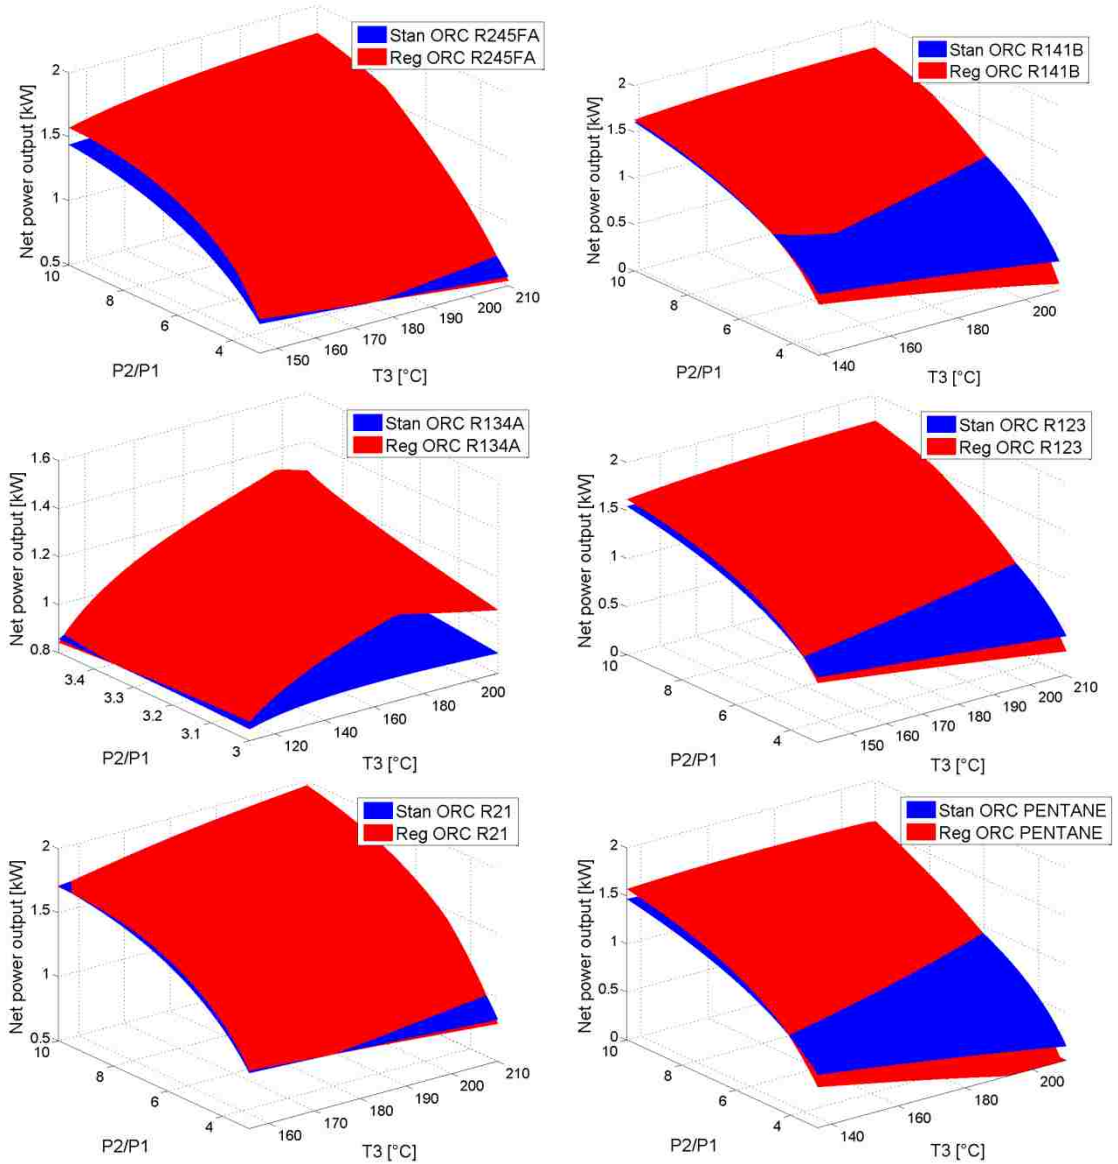 Stan ORC R245FA
Reg ORC R245FA
Net power output [kW]
2
1.5
1
0.5
10
8
6
4
P2/P1
150
160
170
180
190
200
210
T3 [°C]
Stan ORC R141B
Reg ORC R141B
Net power output [kW]
2
1.5
1
0.5
0
10
8
6
4
P2/P1
140
160
180
200
T3 [°C]
Stan ORC R134A
Reg ORC R134A
Net power output [kW]
1.6
1.4
1.2
1
0.8
3.4
3.3
3.2
3.1
3
P2/P1
120
140
160
180
200
T3 [°C]
Stan ORC R123
Reg ORC R123
Net power output [kW]
2
1.5
1
0.5
0
10
8
6
4
P2/P1
150
160
170
180
190
200
210
T3 [°C]
Stan ORC R21
Reg ORC R21
Net power output [kW]
2
1.5
1
0.5
10
8
6
4
P2/P1
160
170
180
190
200
210
T3 [°C]
Stan ORC PENTANE
Reg ORC PENTANE
Net power output [kW]
2
1.5
1
0.5
0
10
8
6
4
P2/P1
140
160
180
200
T3 [°C]